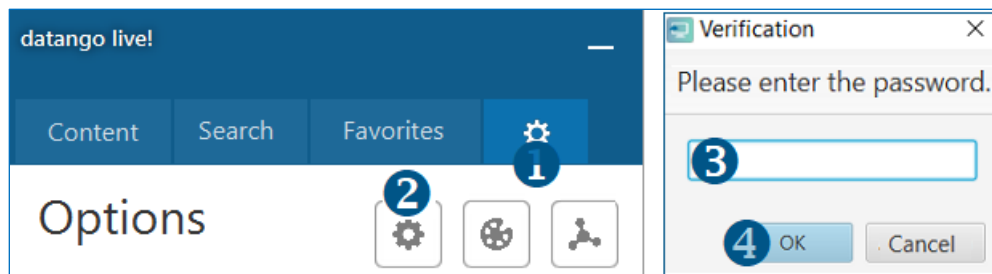 datango live!
Content Search Favorites
1
Options
2
Verification
Please enter the password.
3
4 OK Cancel